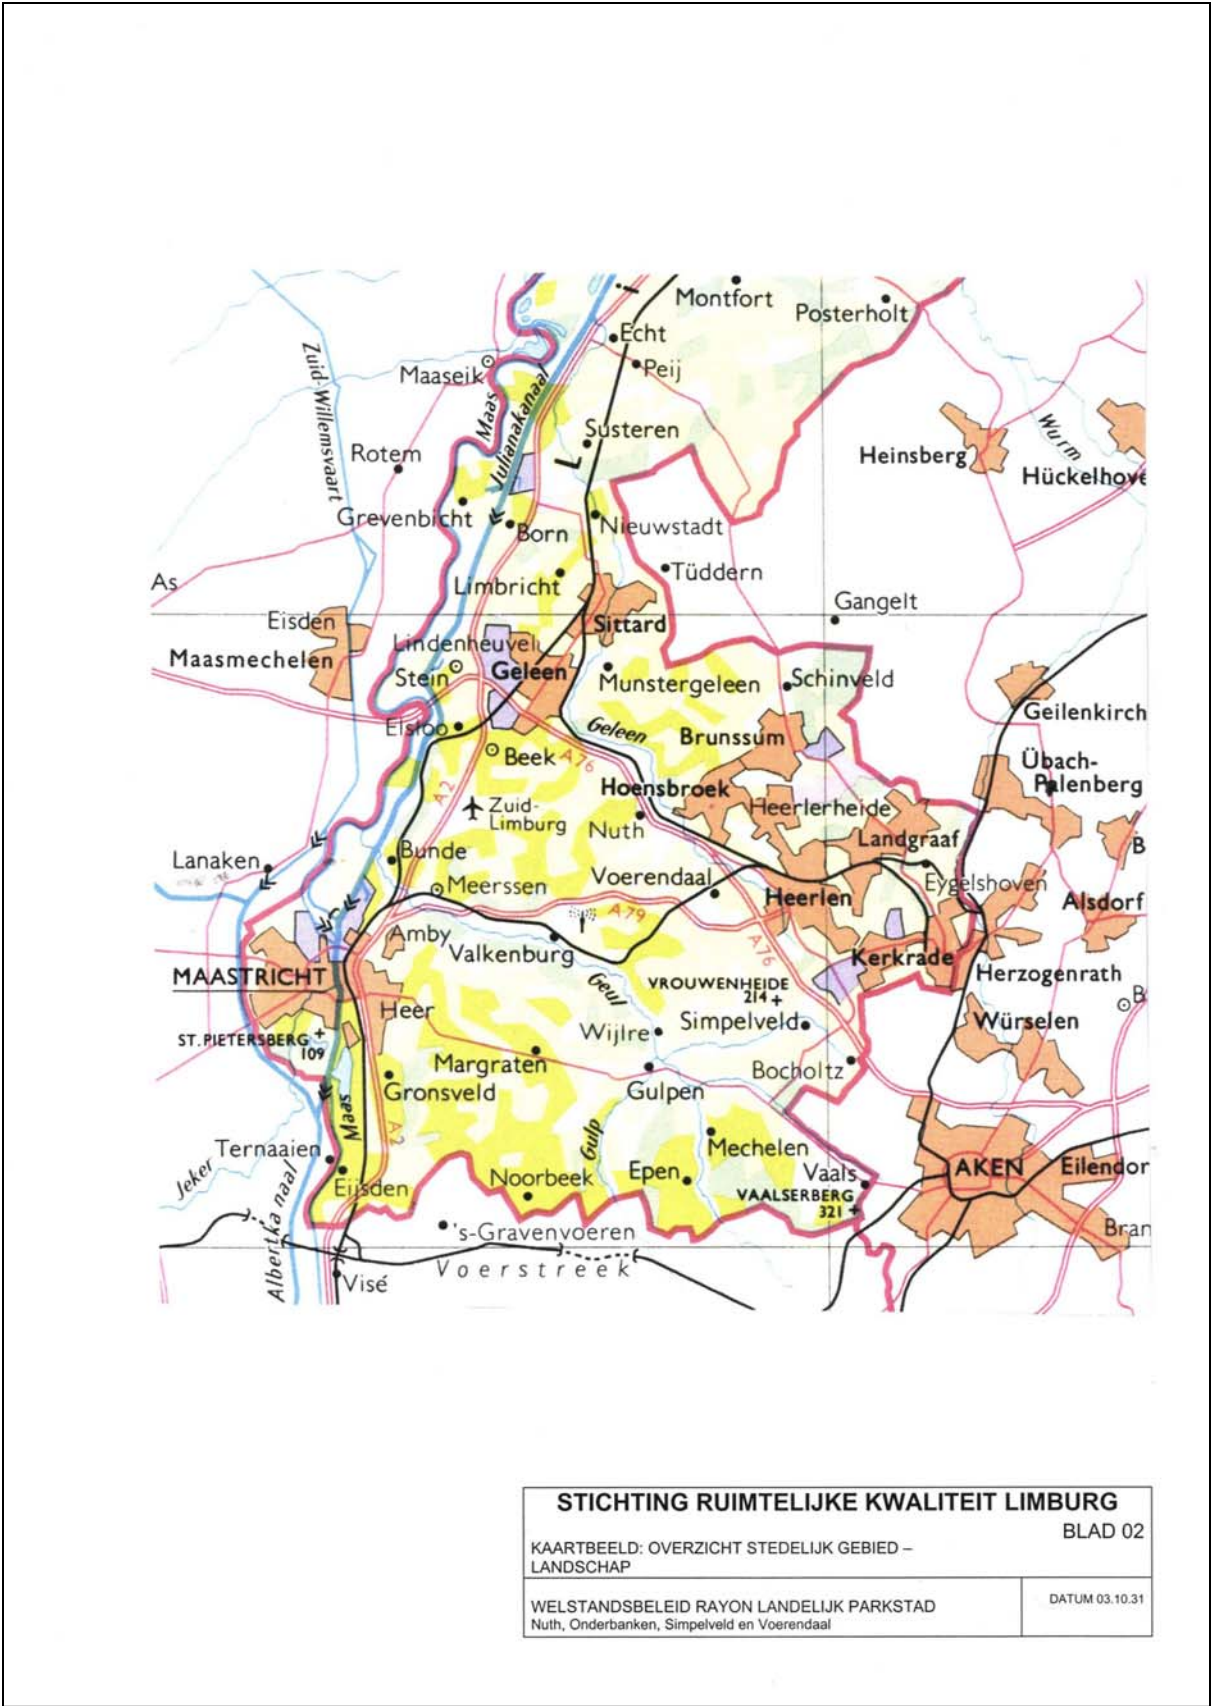 Montfort
Posterholt
Echt
Peij
Zuid-Willemsvaart
Maaseik
Maas
Julianakanaal
Susteren
L
Rotem
Heinsberg
Wurm
Hückelhove
Grevenbicht
Born
Nieuwstadt
Limbricht
Tüddern
As
Gangelt
Eisden
Sittard
Lindenheuvel
Maasmechelen
Stein
Geleen
Munstergeleen
Schinveld
Elsloo
Geleen
Brunssum
Geilenkirch
Beek
A76
Übach-
Palenberg
A2
Hoensbroek
Heerlerheide
Zuid-
Limburg
Nuth
Landgraaf
B
Lanaken
Bunde
Meerssen
Voerendaal
Heerlen
Eygelshoven
Alsdorf
A79
Amby
Valkenburg
A76
Kerkrade
MAASTRICHT
Geul
VROUWENHEIDE
214
Herzogenrath
B
Heer
Wijlre
Simpelveld
Würselen
ST. PIETERSBERG
109
Margraten
Gronsveld
Gulpen
Bocholtz
Maas
A2
Gulp
Mechelen
Jeker
Ternaaien
Eijsden
Noorbeek
Epen
Vaals
VAALSERBERG
321
AKEN
Eilendor
Albertkanaal
's-Gravenvoeren
Voerstreek
Bran
Visé
STICHTING RUIMTELIJKE KWALITEIT LIMBURG
BLAD 02
KAARTBEELD: OVERZICHT STEDELIJK GEBIED –
LANDSCHAP
WELSTANDSBELEID RAYON LANDELIJK PARKSTAD
DATUM 03.10.31
Nuth, Onderbanken, Simpelveld en Voerendaal